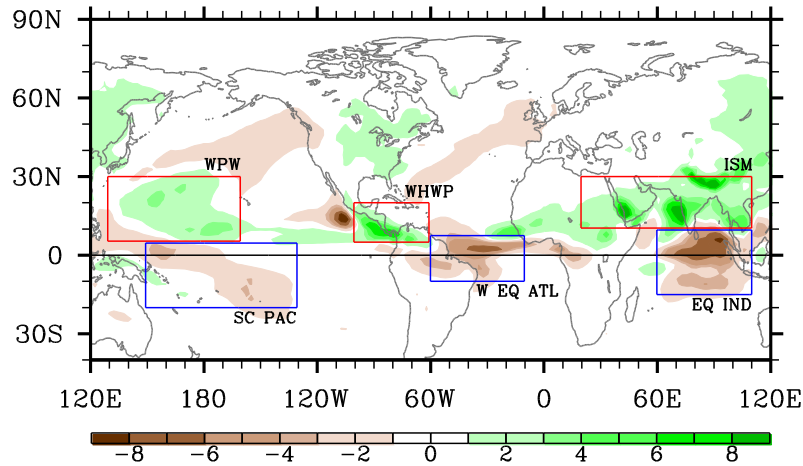 90N
60N
30N
0
30S
WPW
WHWP
ISM
SC PAC
W EQ ATL
EQ IND
120E 180 120W 60W 0 60E 120E
-8 -6 -4 -2 0 2 4 6 8